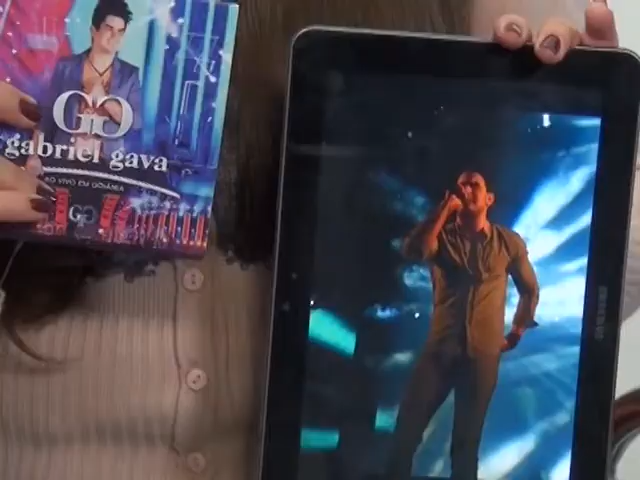 GG
gabriel gava
AO VIVO EM GOIÂNIA
GG
SAMSUNG